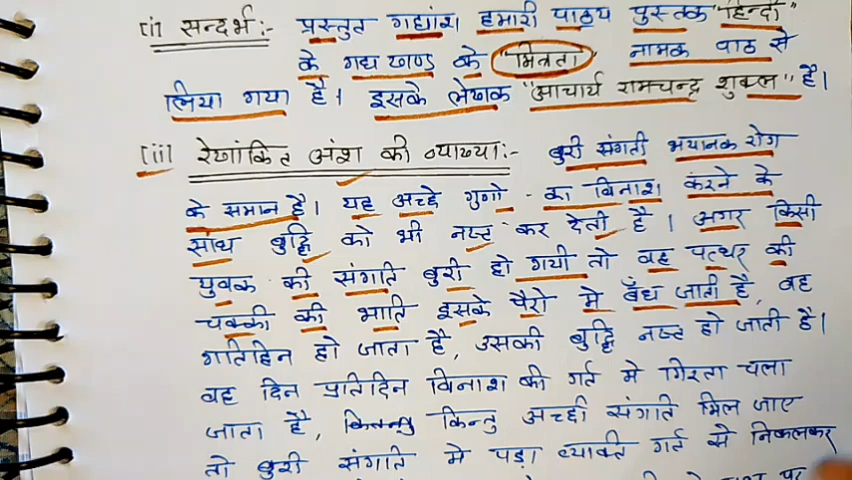 (i) सन्दर्भ :- प्रस्तुत गद्यांश हमारी पाठ्य पुस्तक "हिन्दी"
के गद्य खण्ड के "मित्रता" नामक पाठ से
लिया गया है। इसके लेखक "आचार्य रामचन्द्र शुक्ल" है।
(ii) रेखांकित अंश की व्याख्या:- बुरी संगती भयानक रोग
के समान है। यह अच्छे गुणो का विनाश करने के
साथ बुद्धि को भी नष्ट कर देती है। अगर किसी
युवक की संगति बुरी हो गयी तो वह पत्थर की
चक्की की भाति इसके पैरो मे बँध जाती है, वह
गतिहिन हो जाता है, उसकी बुद्धि नष्ट हो जाती है।
वह दिन प्रतिदिन विनाश की गर्त मे गिरता चला
जाता है, किन्तु अच्छी संगति मिल जाए
तो बुरी संगति मे पड़ा व्यक्ति गर्त से निकलकर